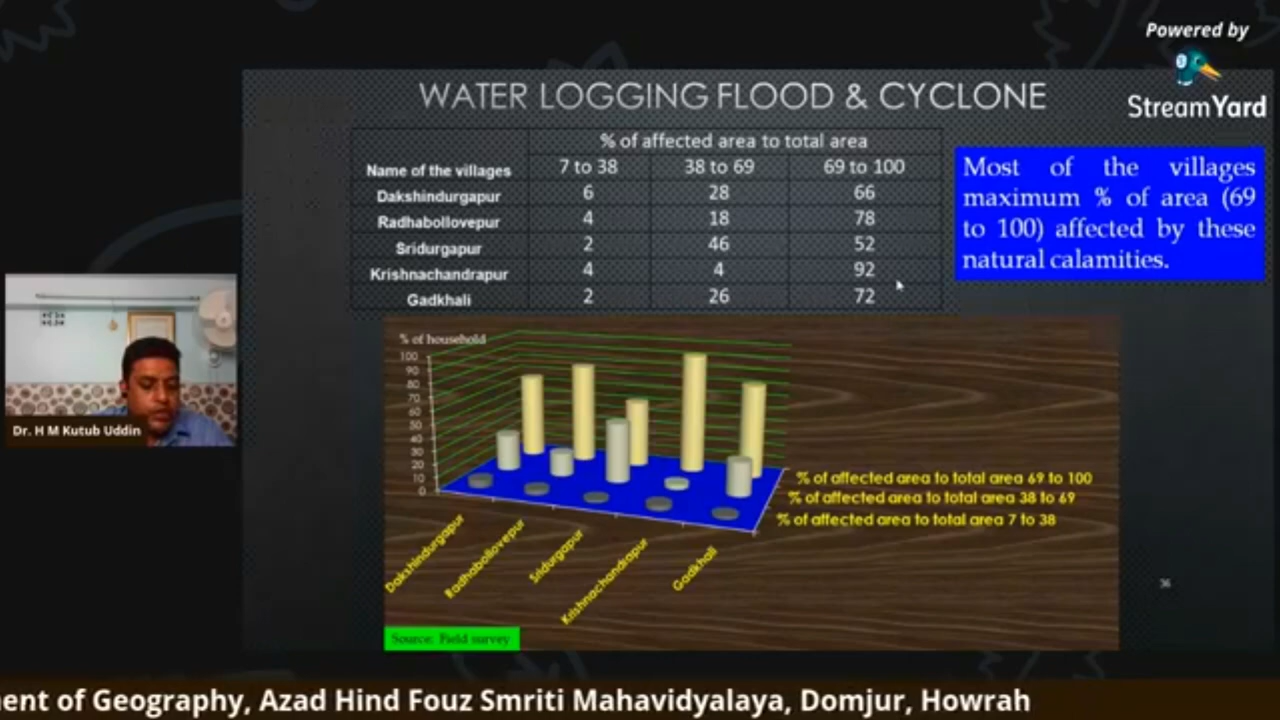 Powered by
StreamYard
WATER LOGGING FLOOD & CYCLONE
% of affected area to total area
Name of the villages 7 to 38 38 to 69 69 to 100
Dakshindurgapur 6 28 66
Radhabollovepur 4 18 78
Sridurgapur 2 46 52
Krishnachandrapur 4 4 92
Gadkhali 2 26 72
Most of the villages
maximum % of area (69
to 100) affected by these
natural calamities.
% of household
100
90
80
70
60
50
40
30
20
10
0
% of affected area to total area 69 to 100
% of affected area to total area 38 to 69
% of affected area to total area 7 to 38
Dakshindurgapur
Radhabollovepur
Sridurgapur
Krishnachandrapur
Gadkhali
36
Source: Field survey
Dr. H M Kutub Uddin
ent of Geography, Azad Hind Fouz Smriti Mahavidyalaya, Domjur, Howrah